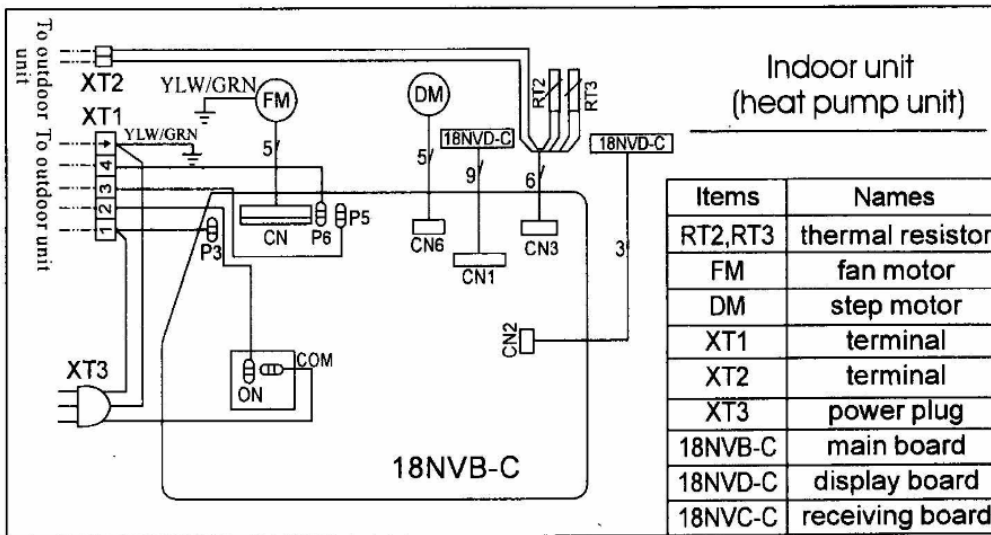 To outdoor
unit
To outdoor unit
XT2
XT1
YLW/GRN
YLW/GRN
4
3
2
1
FM
5
DM
5
18NVD-C
9
RT2
RT3
6
18NVD-C
3
CN
P6
P5
P3
CN6
CN1
CN3
CN2
COM
ON
XT3
18NVB-C
Indoor unit
(heat pump unit)
Items Names
RT2,RT3 thermal resistor
FM fan motor
DM step motor
XT1 terminal
XT2 terminal
XT3 power plug
18NVB-C main board
18NVD-C display board
18NVC-C receiving board